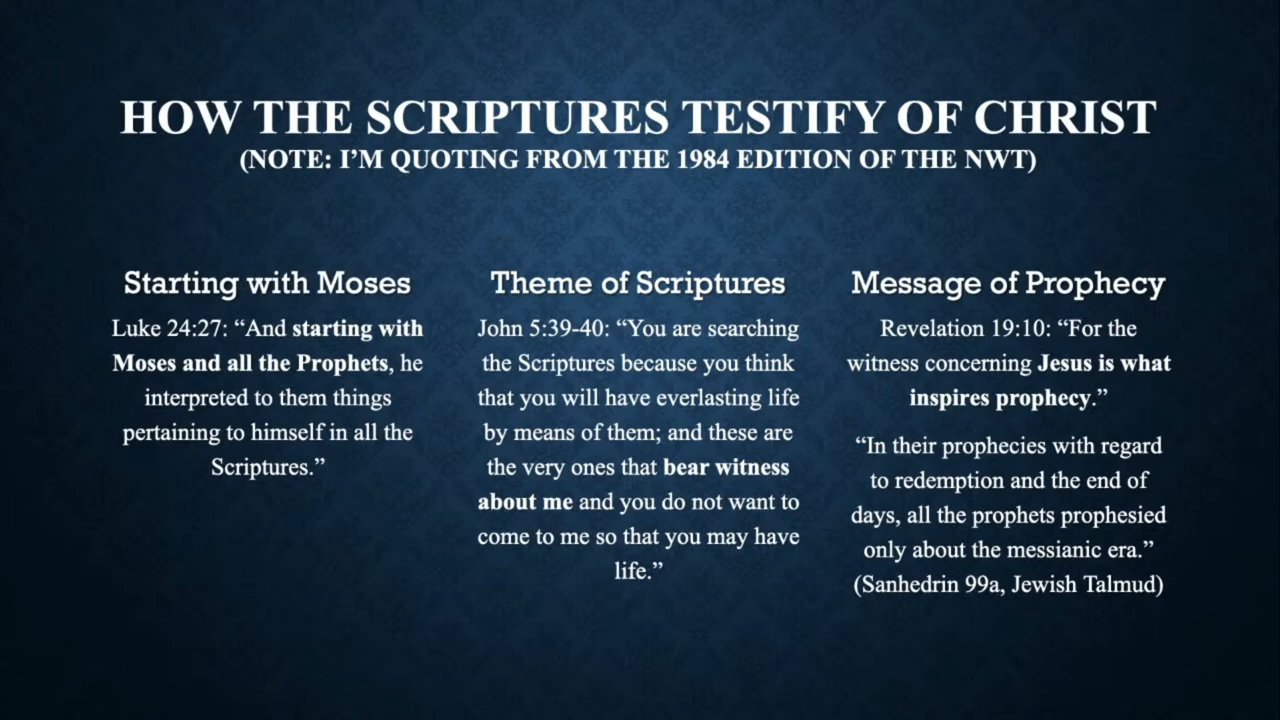 HOW THE SCRIPTURES TESTIFY OF CHRIST
(NOTE: I’M QUOTING FROM THE 1984 EDITION OF THE NWT)
Starting with Moses
Luke 24:27: “And starting with
Moses and all the Prophets, he
interpreted to them things
pertaining to himself in all the
Scriptures.”
Theme of Scriptures
John 5:39-40: “You are searching
the Scriptures because you think
that you will have everlasting life
by means of them; and these are
the very ones that bear witness
about me and you do not want to
come to me so that you may have
life.”
Message of Prophecy
Revelation 19:10: “For the
witness concerning Jesus is what
inspires prophecy.”
“In their prophecies with regard
to redemption and the end of
days, all the prophets prophesied
only about the messianic era.”
(Sanhedrin 99a, Jewish Talmud)